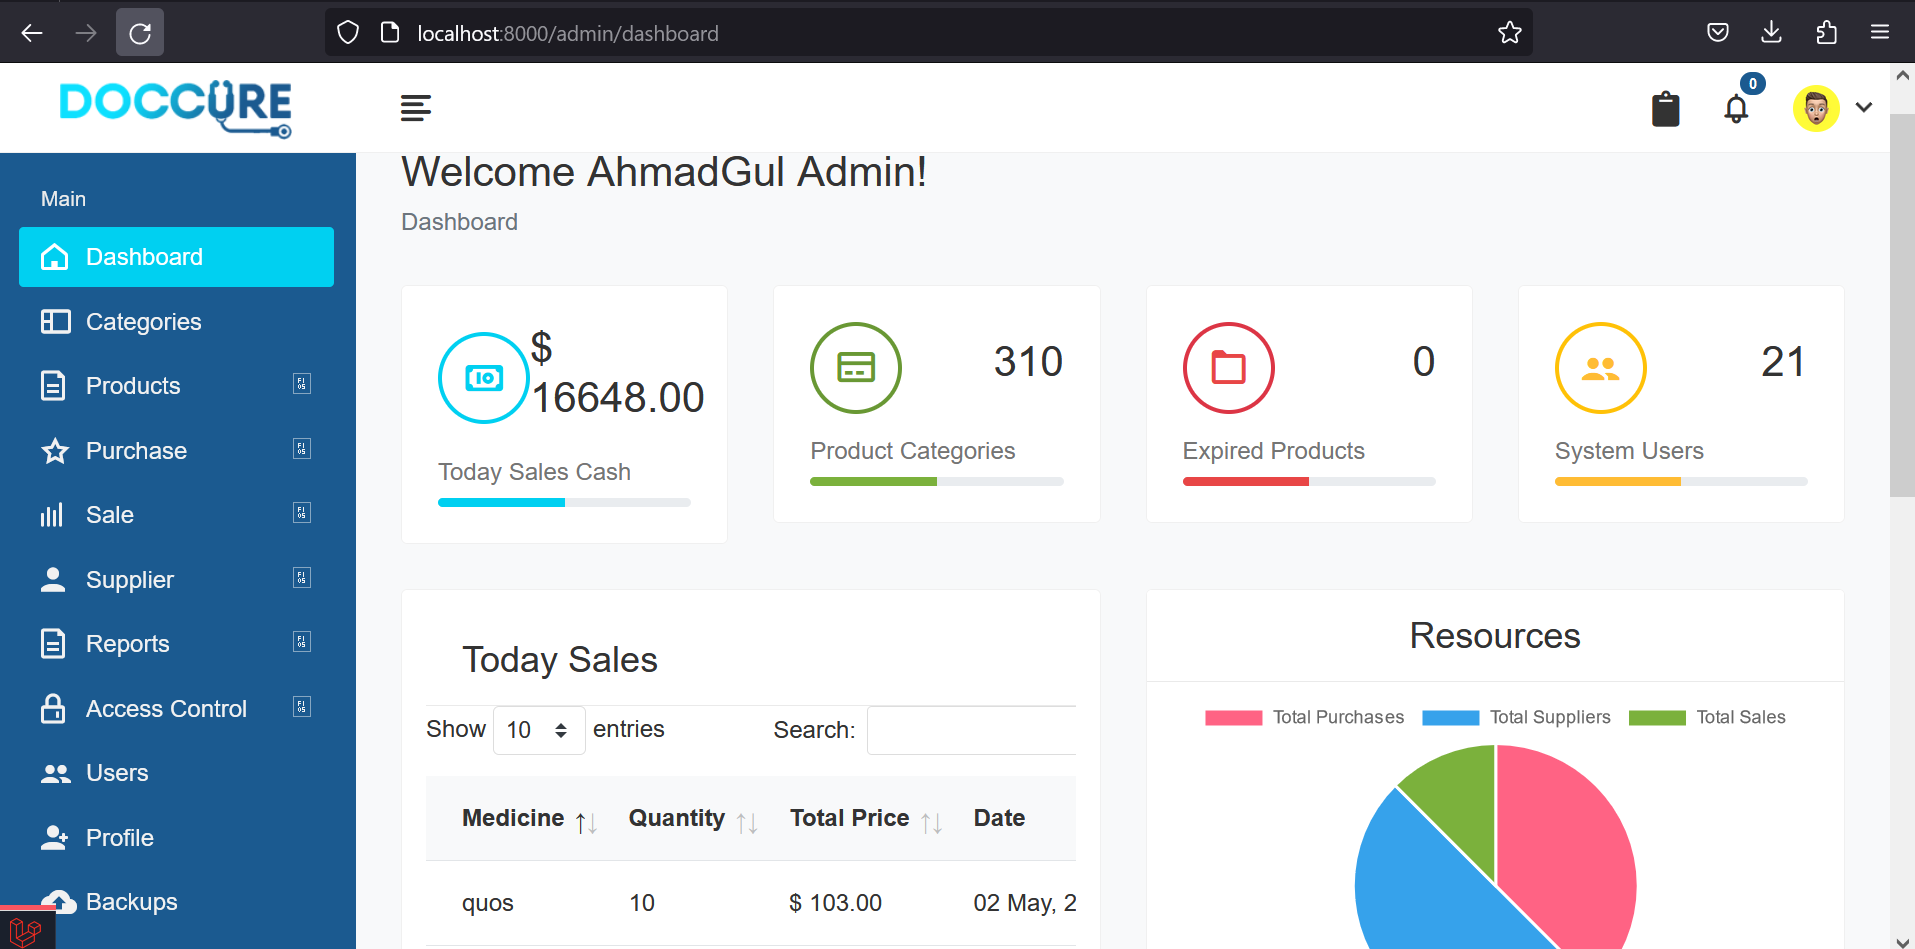 localhost:8000/admin/dashboard
DOCCURE
0
Welcome AhmadGul Admin!
Dashboard
Main
Dashboard
Categories
Products
Purchase
Sale
Supplier
Reports
Access Control
Users
Profile
Backups
$
16648.00
Today Sales Cash
310
Product Categories
0
Expired Products
21
System Users
Today Sales
Show 10 entries Search:
Medicine Quantity Total Price Date
quos 10 $ 103.00 02 May, 2
Resources
Total Purchases Total Suppliers Total Sales